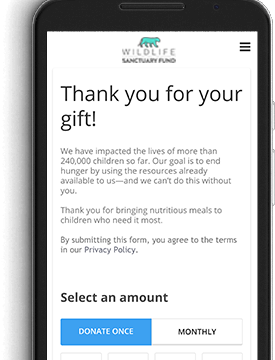 WILDLIFE
SANCTUARY FUND
Thank you for your
gift!
We have impacted the lives of more than
240,000 children so far. Our goal is to end
hunger by using the resources already
available to us—and we can't do this without
you.
Thank you for bringing nutritious meals to
children who need it most.
By submitting this form, you agree to the terms
in our Privacy Policy.
Select an amount
DONATE ONCE
MONTHLY